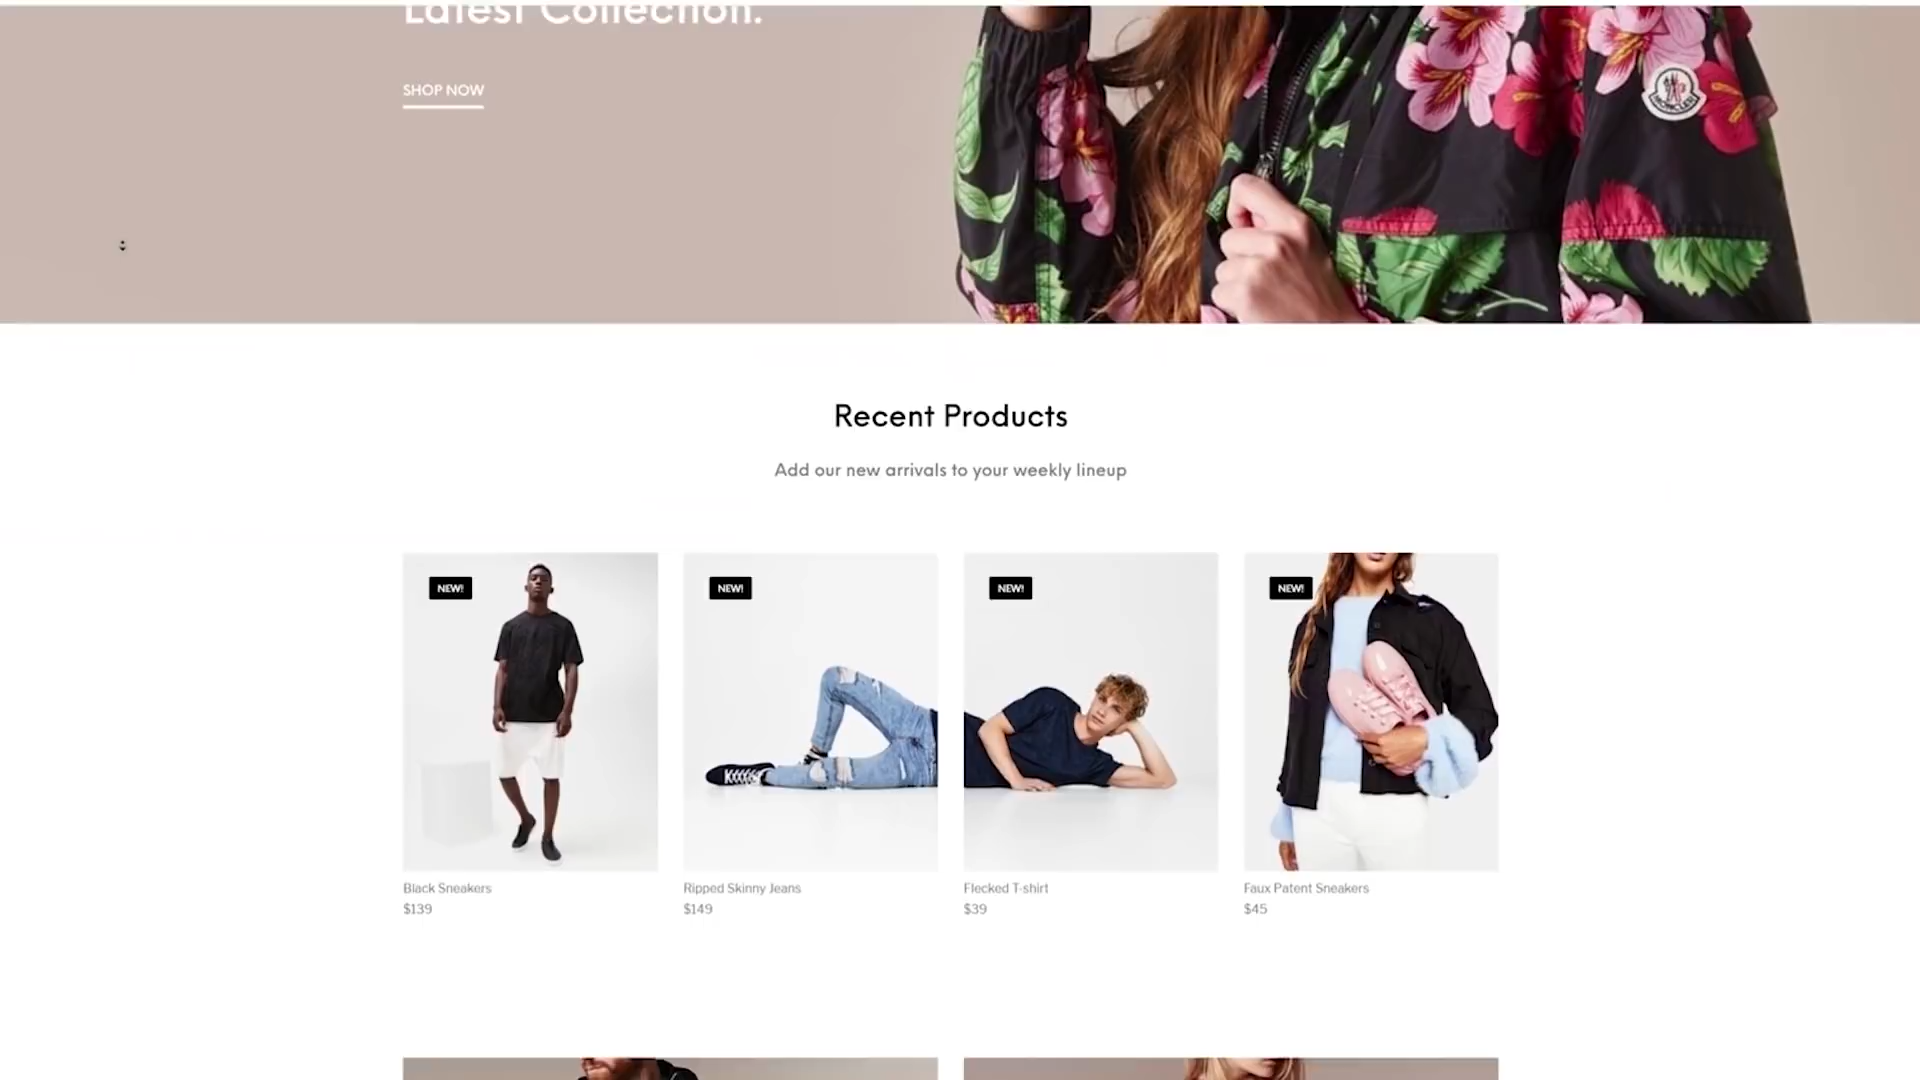 Latest Collection.
SHOP NOW
MONCLER
Recent Products
Add our new arrivals to your weekly lineup
NEW!
NEW!
NEW!
NEW!
Black Sneakers
$139
Ripped Skinny Jeans
$149
Flecked T-shirt
$39
Faux Patent Sneakers
$45